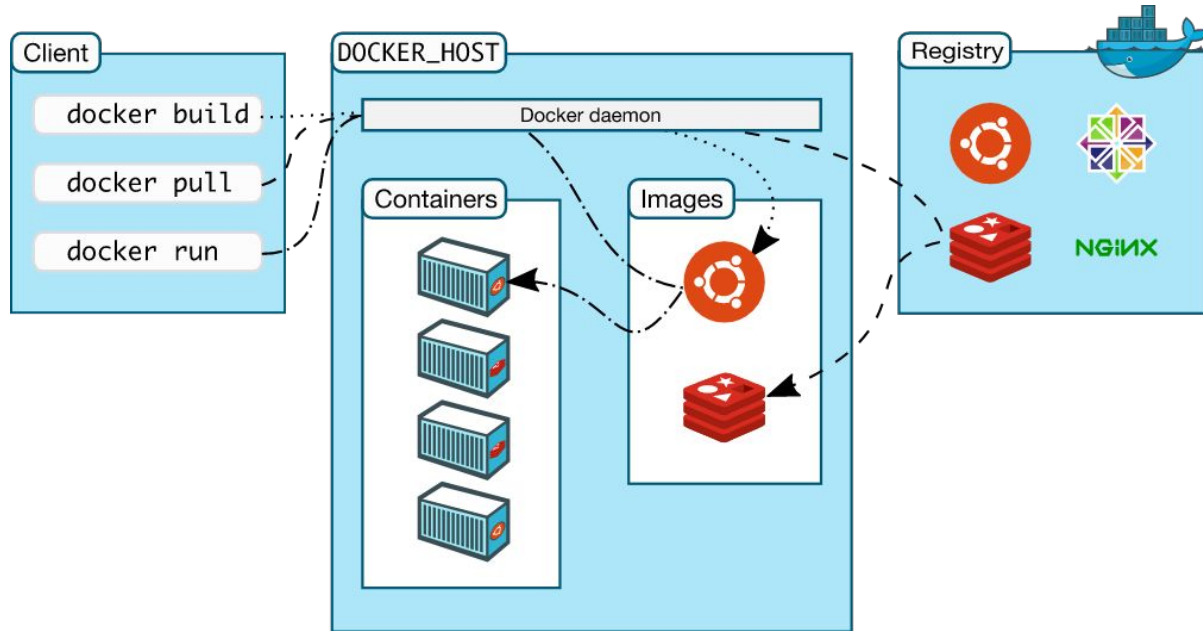 Client
docker build
docker pull
docker run
DOCKER_HOST
Docker daemon
Containers
Images
Registry
NGiNX